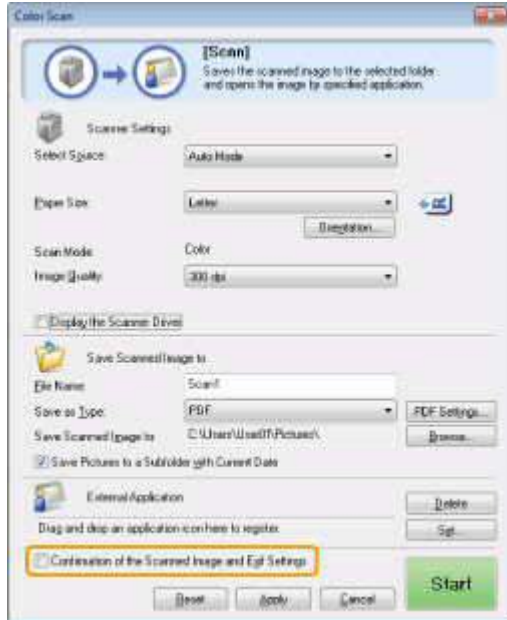 Color Scan
[Scan]
Saves the scanned image to the selected folder
and opens the image by specified application.
Scanner Settings
Select Source:
Auto Mode
Paper Size:
Letter
Orientation...
Scan Mode:
Color
Image Quality:
300 dpi
Display the Scanner Driver
Save Scanned Image to
File Name:
Scan1
Save as Type:
PDF
PDF Settings...
Save Scanned Image to:
Browse...
Save Pictures to a Subfolder with Current Date
External Application
Delete
Drag and drop an application icon here to register.
Set...
Confirmation of the Scanned Image and Exif Settings
Start
Reset
Apply
Cancel